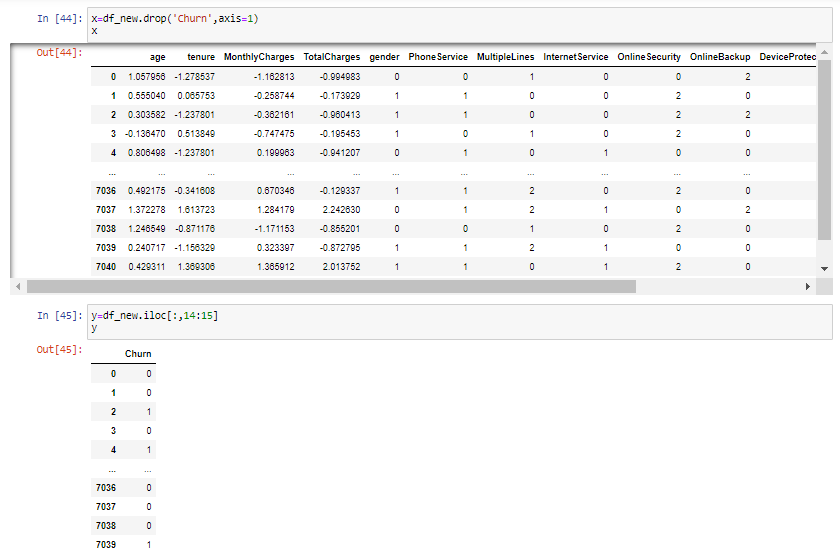 In [44]: x=df_new.drop('Churn',axis=1)
x
Out[44]:
age tenure MonthlyCharges TotalCharges gender PhoneService MultipleLines InternetService OnlineSecurity OnlineBackup DeviceProtec
0 1.057956 -1.278537 -1.162813 -0.994983 0 0 1 0 0 2
1 0.555040 0.065753 -0.258744 -0.173929 1 1 0 0 2 0
2 0.303582 -1.237801 -0.362161 -0.960413 1 1 0 0 2 2
3 -0.136470 0.513849 -0.747475 -0.195453 1 0 1 0 2 0
4 0.806498 -1.237801 0.199963 -0.941207 0 1 0 1 0 0
... ... ... ... ... ... ... ... ... ... ...
7036 0.492175 -0.341608 0.670346 -0.129337 1 1 2 0 2 0
7037 1.372278 1.613723 1.284179 2.242630 0 1 2 1 0 2
7038 1.246549 -0.871176 -1.171153 -0.855201 0 0 1 0 2 0
7039 0.240717 -1.156329 0.323397 -0.872795 1 1 2 1 0 0
7040 0.429311 1.369306 1.365912 2.013752 1 1 0 1 2 0
In [45]: y=df_new.iloc[:,14:15]
y
Out[45]:
Churn
0 0
1 0
2 1
3 0
4 1
... ...
7036 0
7037 0
7038 0
7039 1